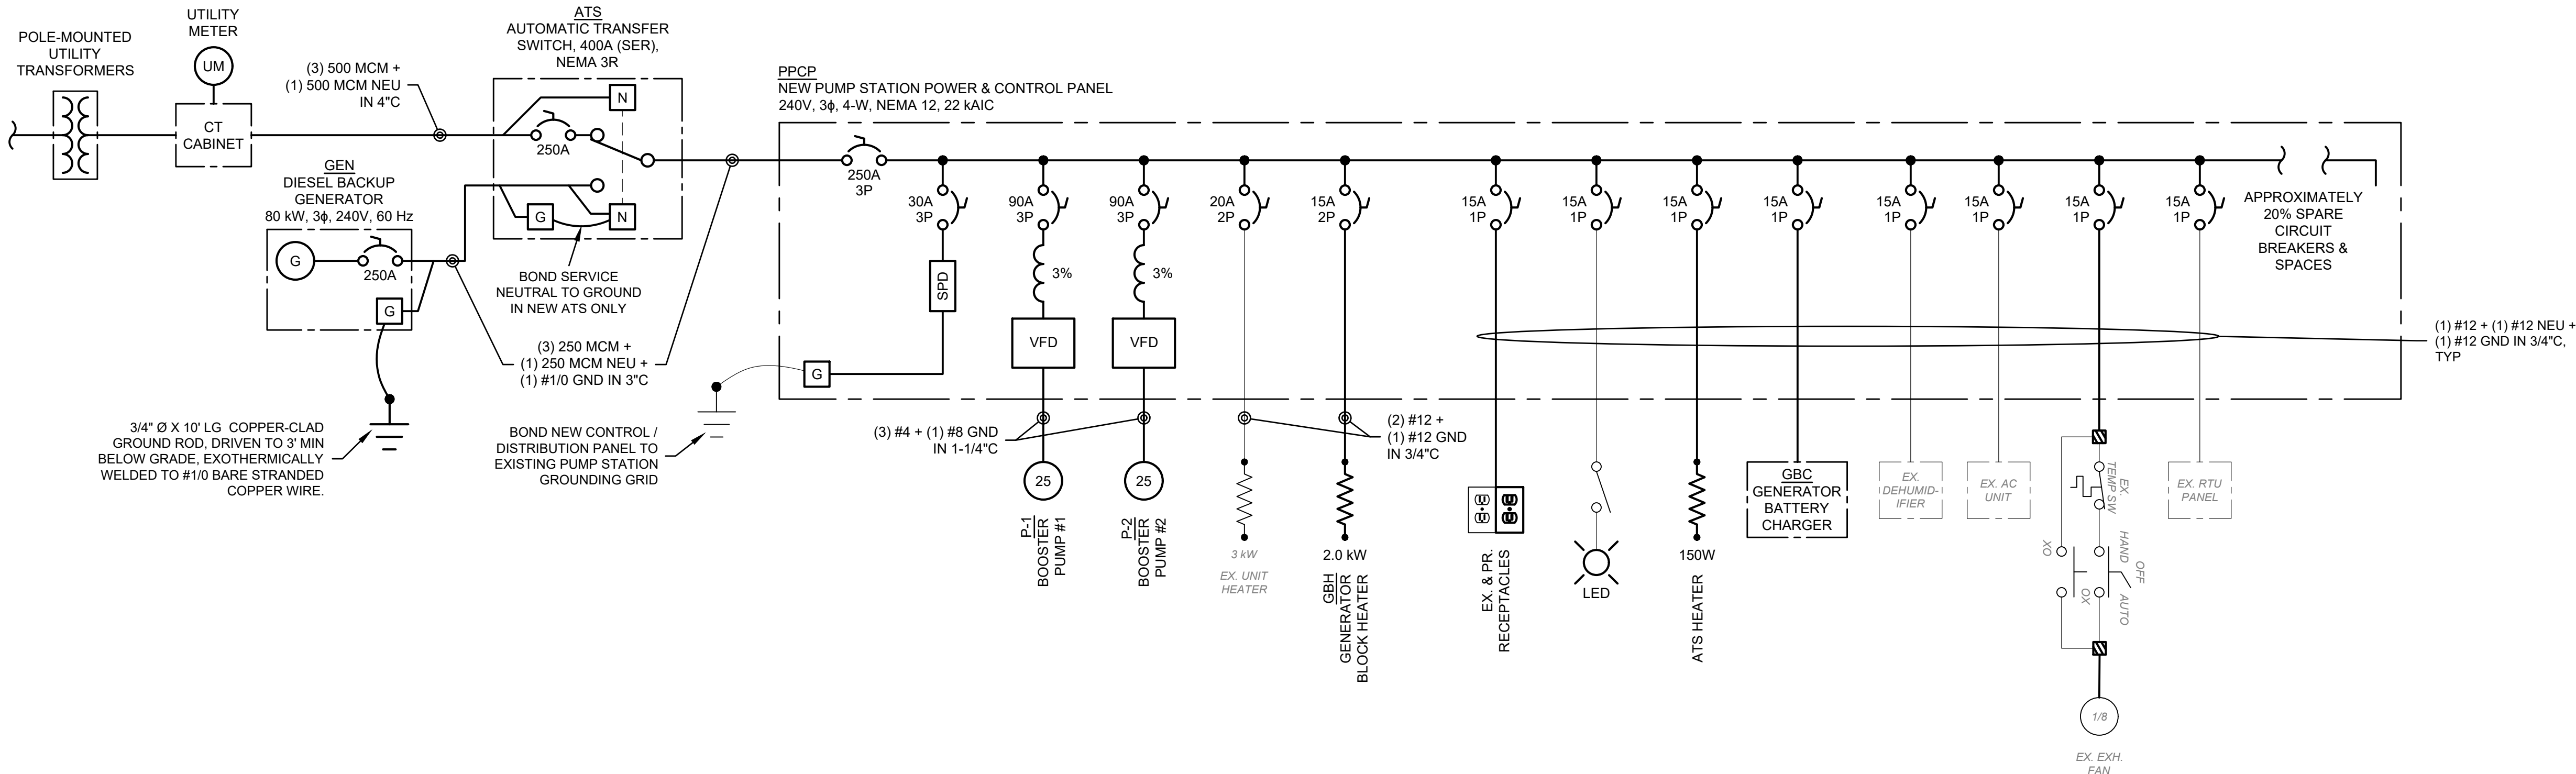 POLE-MOUNTED
UTILITY
TRANSFORMERS
UTILITY
METER
UM
CT
CABINET
(3) 500 MCM +
(1) 500 MCM NEU
IN 4"C
ATS
AUTOMATIC TRANSFER
SWITCH, 400A (SER),
NEMA 3R
N
250A
G
N
BOND SERVICE
NEUTRAL TO GROUND
IN NEW ATS ONLY
GEN
DIESEL BACKUP
GENERATOR
80 kW, 3ϕ, 240V, 60 Hz
G
250A
G
(3) 250 MCM +
(1) 250 MCM NEU +
(1) #1/0 GND IN 3"C
3/4" Ø X 10' LG  COPPER-CLAD
GROUND ROD, DRIVEN TO 3' MIN
BELOW GRADE, EXOTHERMICALLY
WELDED TO #1/0 BARE STRANDED
COPPER WIRE.
PPCP
NEW PUMP STATION POWER & CONTROL PANEL
240V, 3ϕ, 4-W, NEMA 12, 22 kAIC
250A
3P
30A
3P
SPD
G
BOND NEW CONTROL /
DISTRIBUTION PANEL TO
EXISTING PUMP STATION
GROUNDING GRID
90A
3P
3%
VFD
90A
3P
3%
VFD
(3) #4 + (1) #8 GND
IN 1-1/4"C
25
P-1
BOOSTER
PUMP #1
25
P-2
BOOSTER
PUMP #2
20A
2P
3 kW
EX. UNIT
HEATER
15A
2P
(2) #12 +
(1) #12 GND
IN 3/4"C
2.0 kW
GBH
GENERATOR
BLOCK HEATER
15A
1P
EX. & PR.
RECEPTACLES
15A
1P
LED
15A
1P
150W
ATS HEATER
15A
1P
GBC
GENERATOR
BATTERY
CHARGER
15A
1P
EX.
DEHUMID-
IFIER
15A
1P
EX. AC
UNIT
15A
1P
EX.
TEMP SW
HAND
OFF
AUTO
XO
OX
1/8
EX. EXH.
FAN
15A
1P
EX. RTU
PANEL
APPROXIMATELY
20% SPARE
CIRCUIT
BREAKERS &
SPACES
(1) #12 + (1) #12 NEU +
(1) #12 GND IN 3/4"C,
TYP